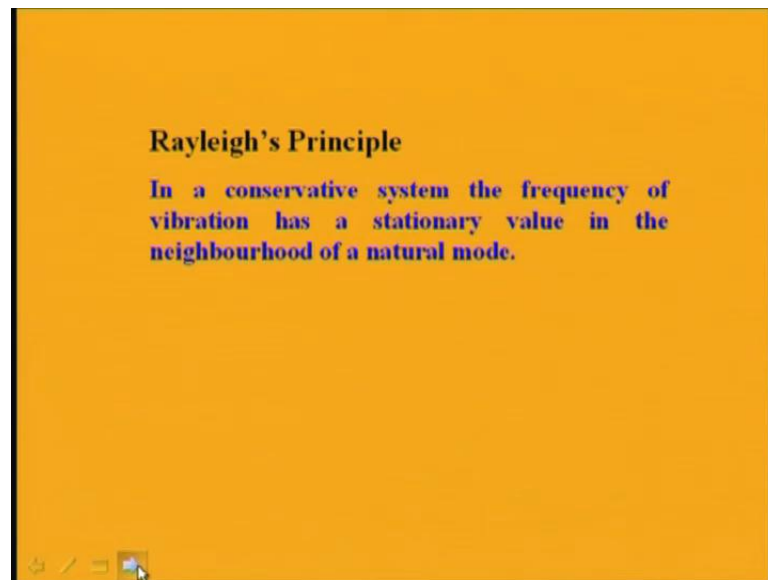 Rayleigh's Principle
In a conservative system the frequency of
vibration has a stationary value in the
neighbourhood of a natural mode.